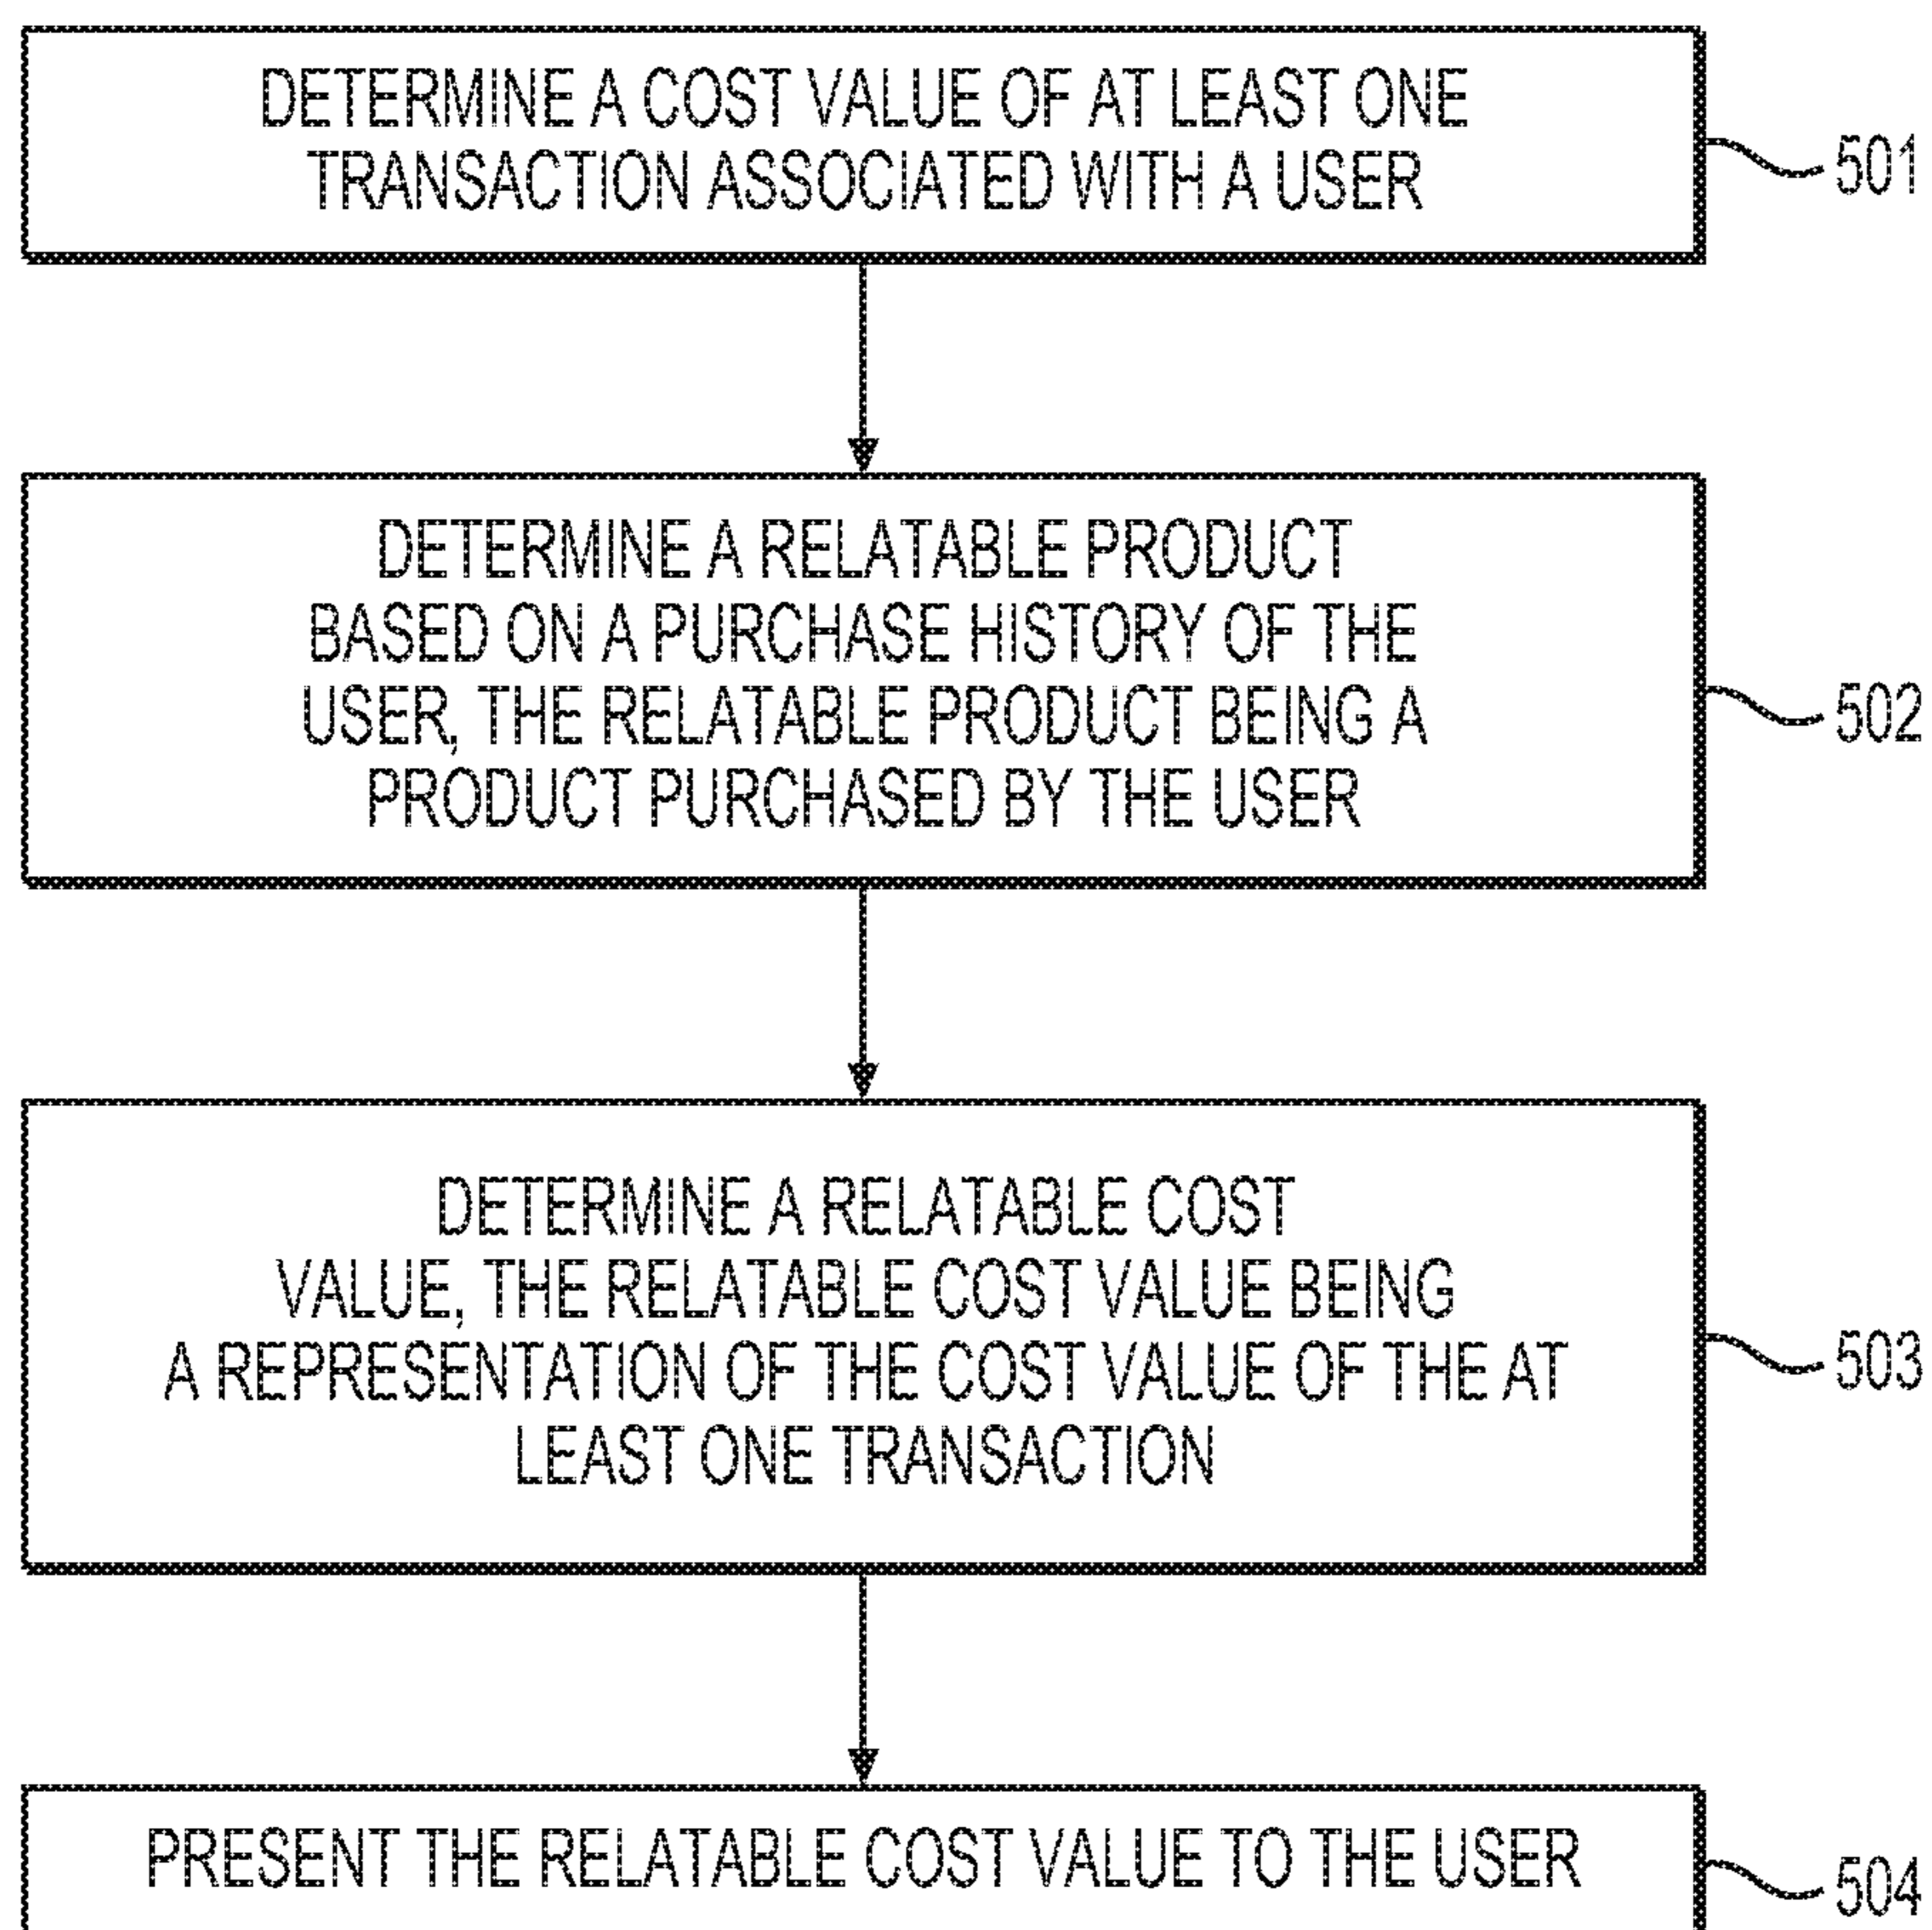 DETERMINE A COST VALUE OF AT LEAST ONE
TRANSACTION ASSOCIATED WITH A USER
501
DETERMINE A RELATABLE PRODUCT
BASED ON A PURCHASE HISTORY OF THE
USER, THE RELATABLE PRODUCT BEING A
PRODUCT PURCHASED BY THE USER
502
DETERMINE A RELATABLE COST
VALUE, THE RELATABLE COST VALUE BEING
A REPRESENTATION OF THE COST VALUE OF THE AT
LEAST ONE TRANSACTION
503
PRESENT THE RELATABLE COST VALUE TO THE USER
504